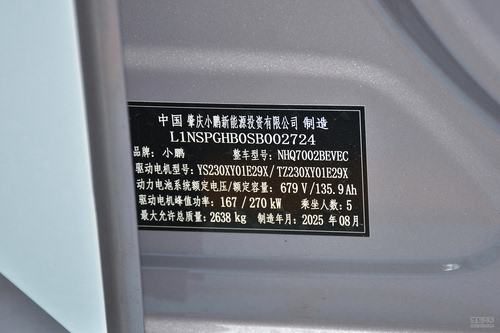 中国 肇庆小鹏新能源投资有限公司 制造
L1NSPGHB0SB002724
品牌：小鹏 整车型号：NHQ7002BEVEC
驱动电机型号：YS230XY01E29X/TZ230XY01E29X
动力电池系统额定电压/额定容量：679 V/135.9Ah
驱动电机峰值功率：167/270 kW 乘坐人数：5
最大允许总质量：2638 kg 制造年月：2025 年08月